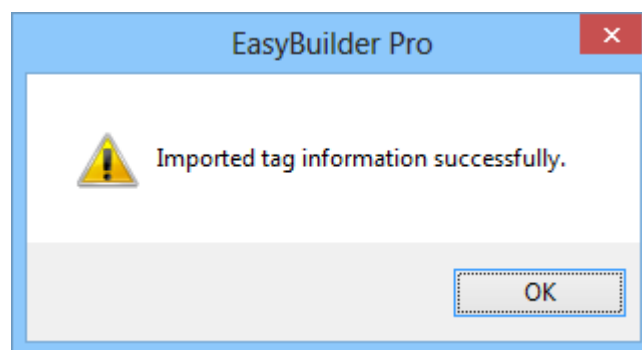 EasyBuilder Pro
Imported tag information successfully.
OK